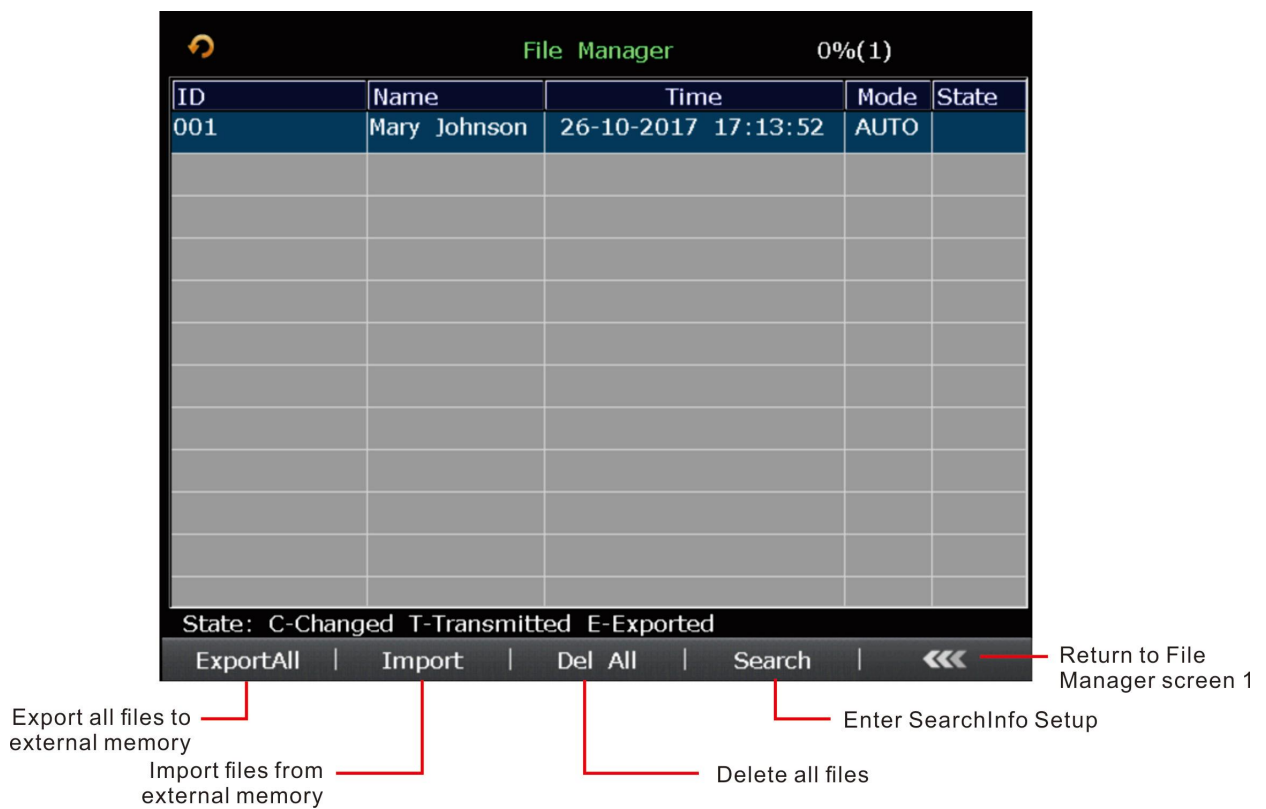 File Manager 0%(1)
ID Name Time Mode State
001 Mary Johnson 26-10-2017 17:13:52 AUTO
State: C-Changed T-Transmitted E-Exported
ExportAll | Import | Del All | Search |
Return to File
Manager screen 1
Export all files to
external memory
Enter SearchInfo Setup
Import files from
external memory
Delete all files